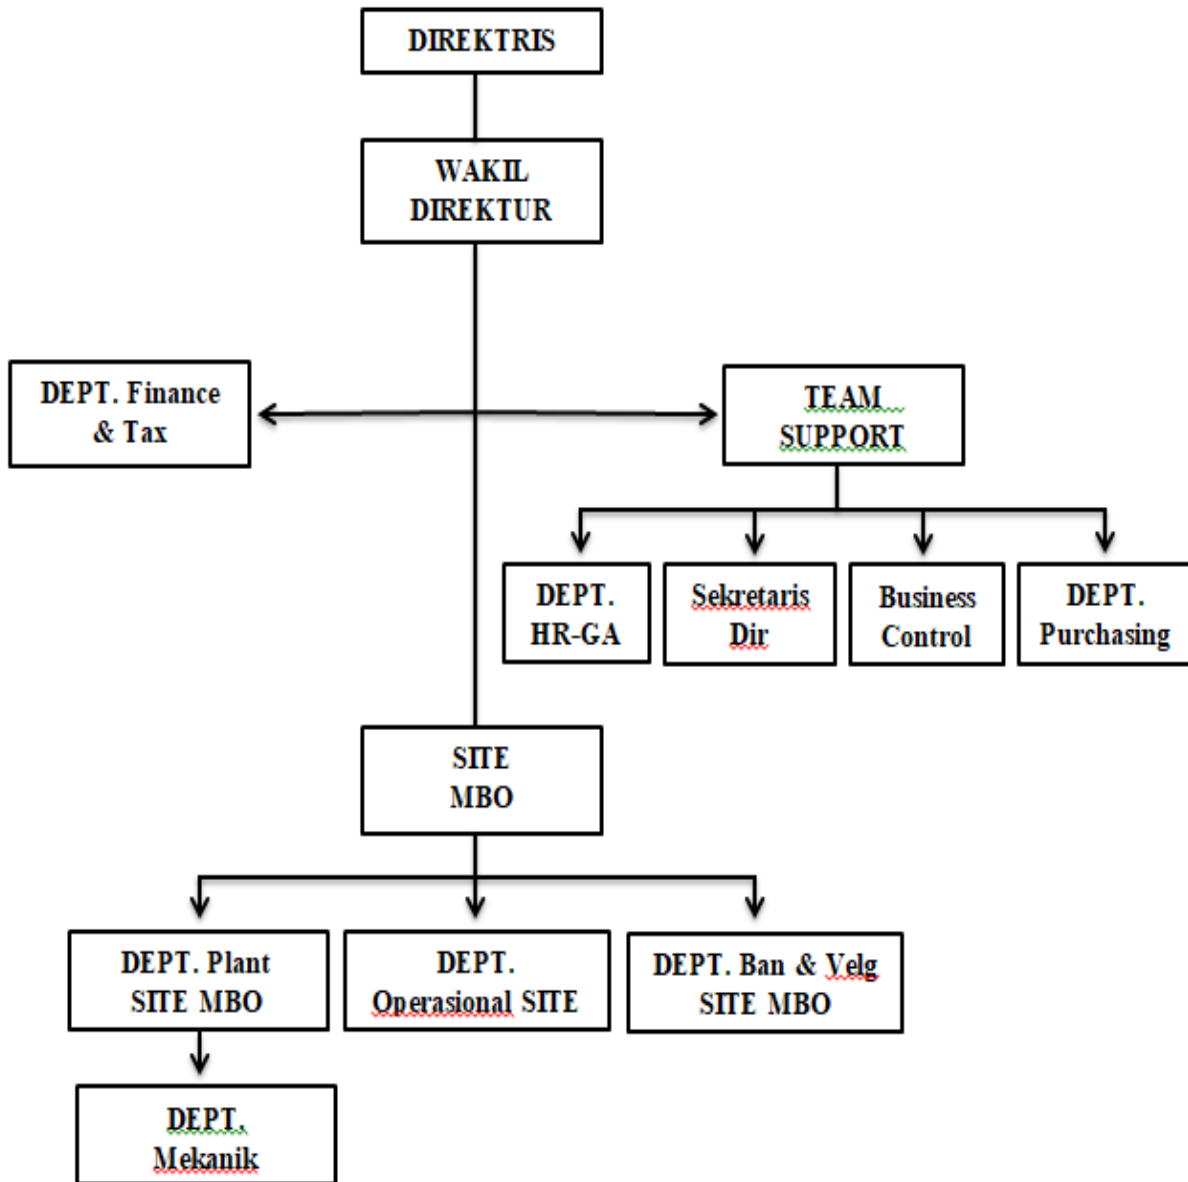 DIREKTRIS
WAKIL
DIREKTUR
DEPT. Finance
& Tax
TEAM
SUPPORT
DEPT.
HR-GA
Sekretaris
Dir
Business
Control
DEPT.
Purchasing
SITE
MBO
DEPT. Plant
SITE MBO
DEPT.
Operasional SITE
DEPT. Ban & Velg
SITE MBO
DEPT.
Mekanik